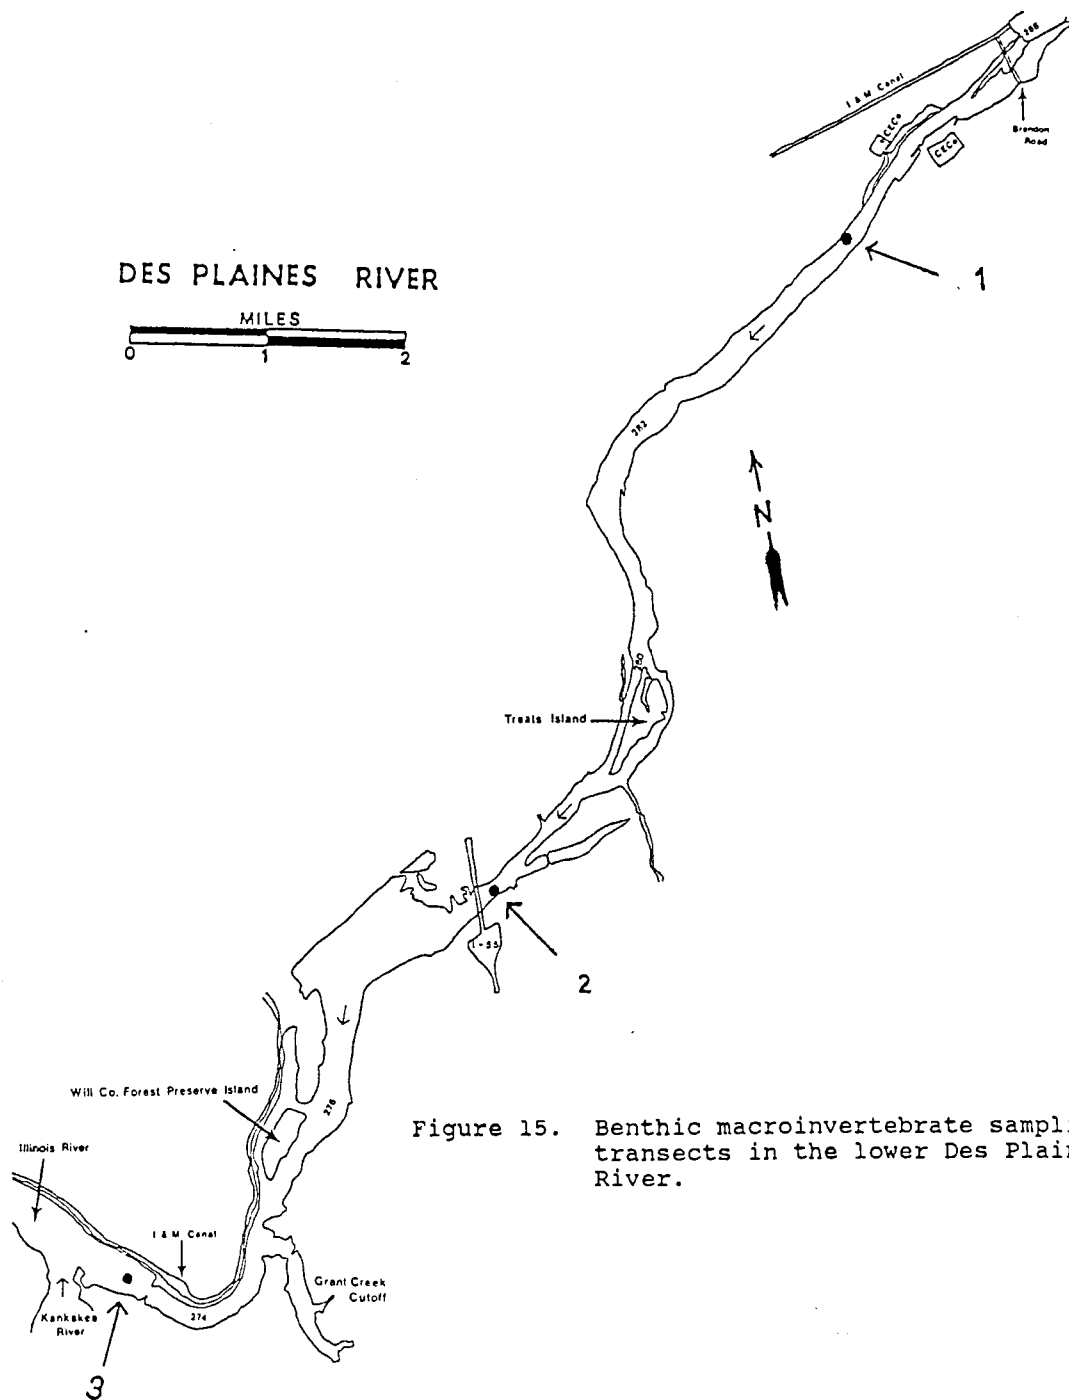 286
I & M Canal
CECo
CECo
Brandon
Road
1
DES PLAINES RIVER
MILES
0 1 2
282
N
280
Treats Island
I-55
2
Will Co. Forest Preserve Island
276
Figure 15. Benthic macroinvertebrate sampli
transects in the lower Des Plain
River.
Illinois River
I & M Canal
Grant Creek
Cutoff
Kankakee
River
274
3